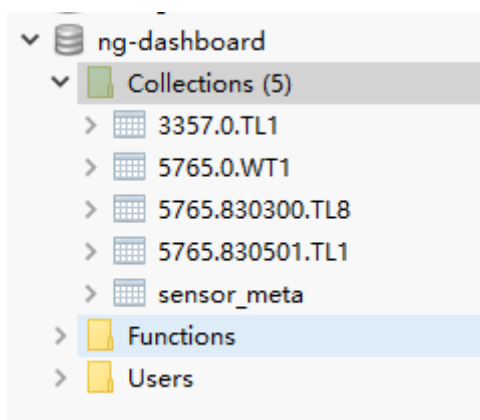 ng-dashboard
Collections (5)
3357.0.TL1
5765.0.WT1
5765.830300.TL8
5765.830501.TL1
sensor_meta
Functions
Users